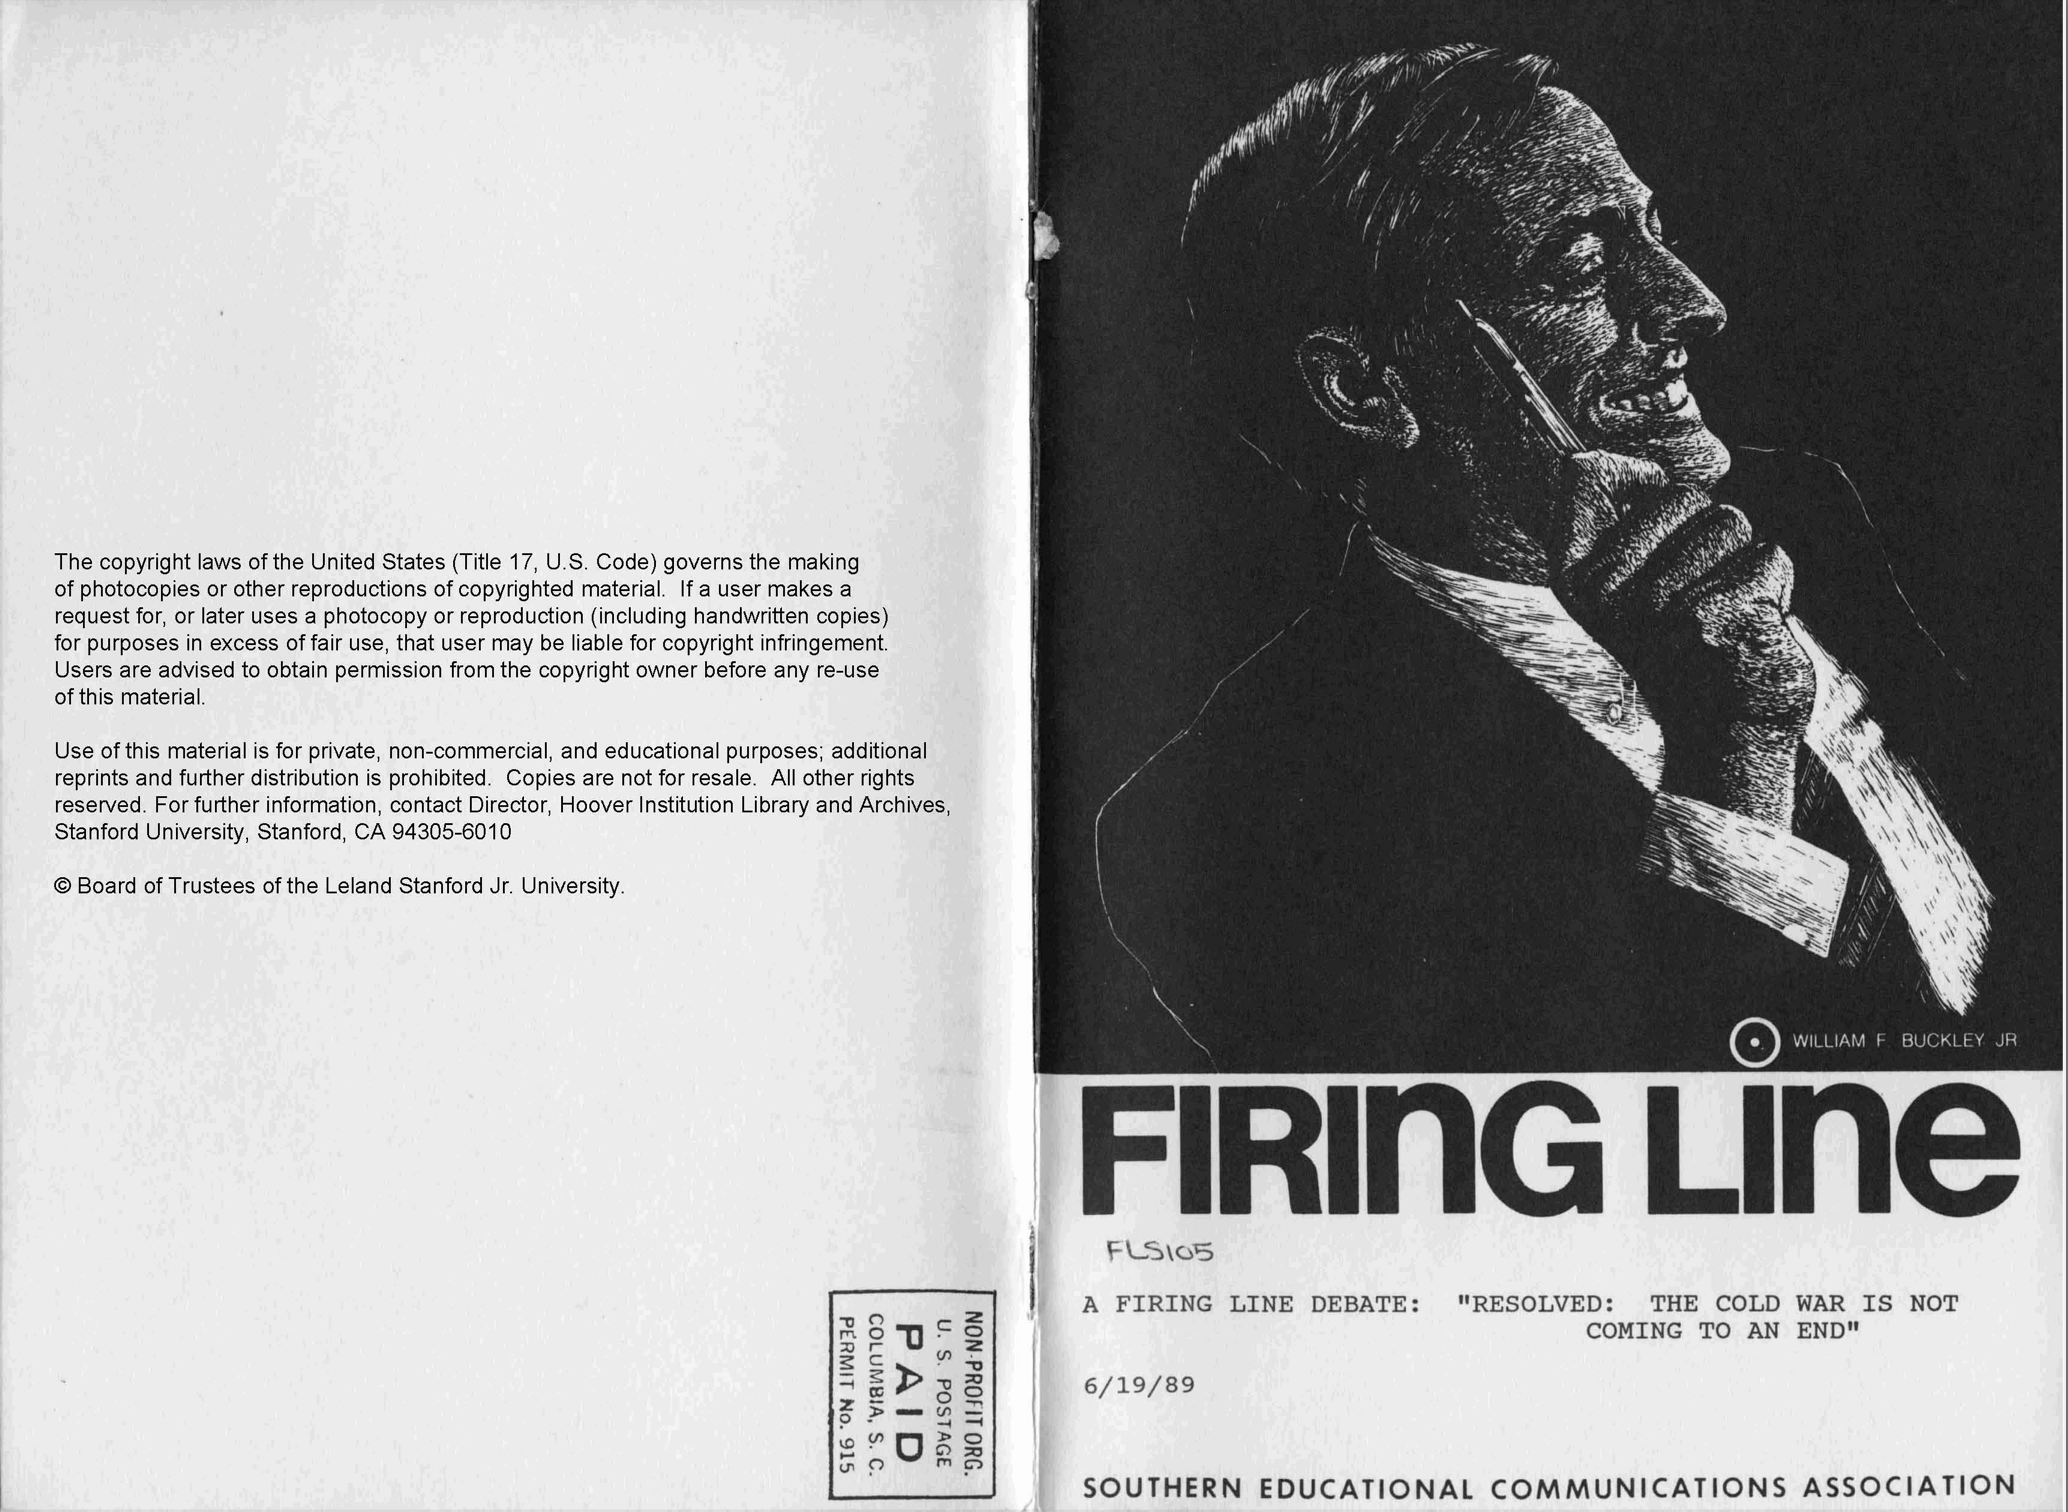 The copyright laws of the United States (Title 17, U.S. Code) governs the making
of photocopies or other reproductions of copyrighted material. If a user makes a
request for, or later uses a photocopy or reproduction (including handwritten copies)
for purposes in excess of fair use, that user may be liable for copyright infringement.
Users are advised to obtain permission from the copyright owner before any re-use
of this material.
Use of this material is for private, non-commercial, and educational purposes; additional
reprints and further distribution is prohibited. Copies are not for resale. All other rights
reserved. For further information, contact Director, Hoover Institution Library and Archives,
Stanford University, Stanford, CA 94305-6010
© Board of Trustees of the Leland Stanford Jr. University.
NON-PROFIT ORG.
U. S. POSTAGE
PAID
COLUMBIA, S. C.
PERMIT No. 915
WILLIAM F BUCKLEY JR
FIRInG LIne
FLS105
A FIRING LINE DEBATE: "RESOLVED: THE COLD WAR IS NOT
COMING TO AN END"
6/19/89
SOUTHERN EDUCATIONAL COMMUNICATIONS ASSOCIATION